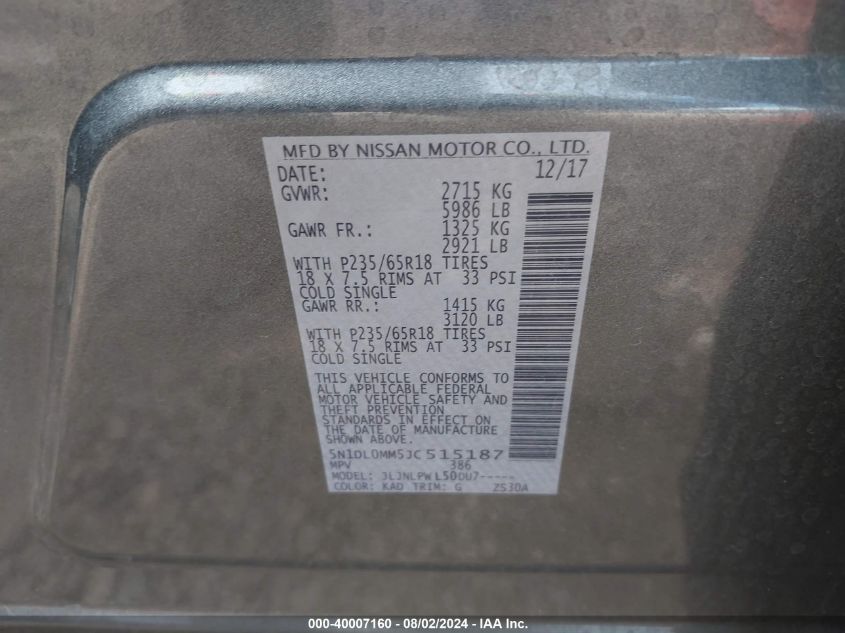 MFD BY NISSAN MOTOR CO., LTD.
DATE: 12/17
GVWR: 2715 KG
5986 LB
GAWR FR.: 1325 KG
2921 LB
WITH P235/65R18 TIRES
18 X 7.5 RIMS AT 33 PSI
COLD SINGLE
GAWR RR.: 1415 KG
3120 LB
WITH P235/65R18 TIRES
18 X 7.5 RIMS AT 33 PSI
COLD SINGLE
THIS VEHICLE CONFORMS TO
ALL APPLICABLE FEDERAL
MOTOR VEHICLE SAFETY AND
THEFT PREVENTION
STANDARDS IN EFFECT ON
THE DATE OF MANUFACTURE
SHOWN ABOVE.
5N1DL0MM5JC515187
MPV 386
MODEL: JLJNLPWL50DU7-----
COLOR: KAD TRIM: G ZS30A
000-40007160 - 08/02/2024 - IAA Inc.